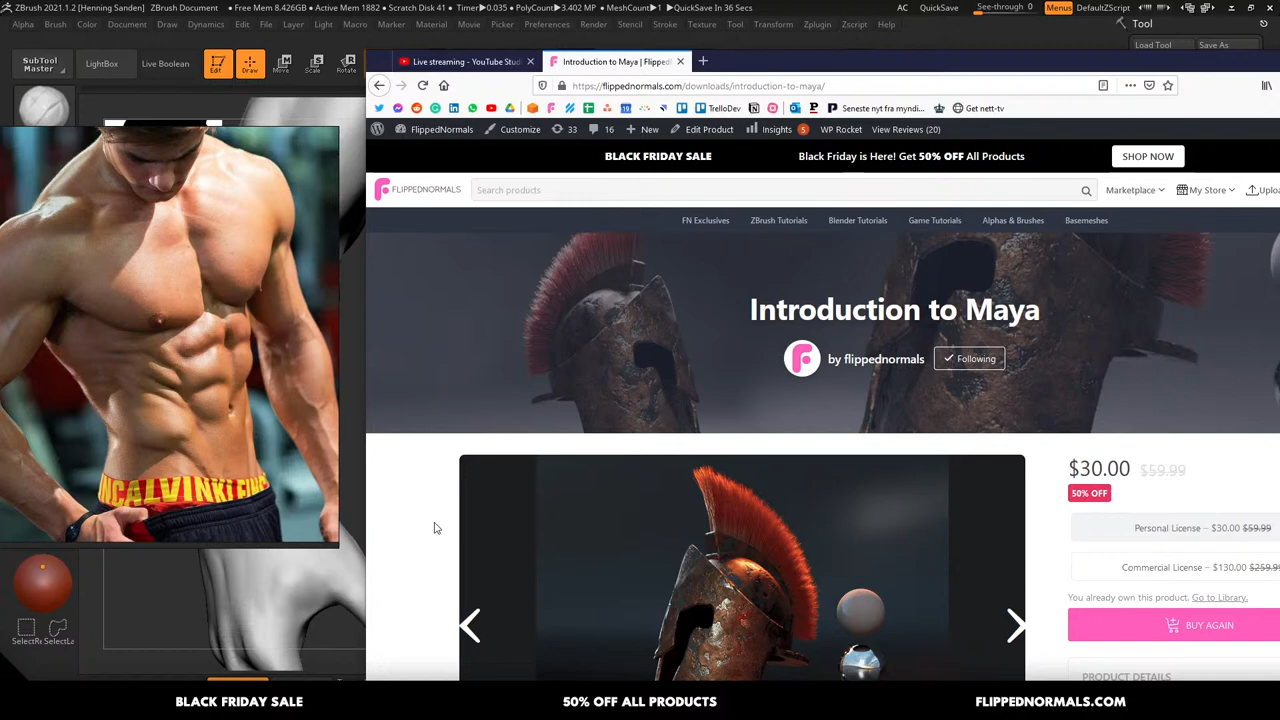 ZBrush 2021.1.2 [Henning Sanden] ZBrush Document • Free Mem 8.426GB • Active Mem 1882 • Scratch Disk 41 • Timer▶0.035 • PolyCount▶3.402 MP • MeshCount▶1 ▶QuickSave In 36 Secs AC QuickSave See-through 0 Menus DefaultZScript
Alpha Brush Color Document Draw Dynamics Edit File Layer Light Macro Marker Material Movie Picker Preferences Render Stencil Stroke Texture Tool Transform Zplugin Zscript Help
Tool
Load Tool Save As
SubTool Master
LightBox
Live Boolean
Edit Draw Move Scale Rotate
Live streaming - YouTube Studi
Introduction to Maya | Flipped
https://flippednormals.com/downloads/introduction-to-maya/
TrelloDev Seneste nyt fra myndi... Get nett-tv
FlippedNormals Customize 33 16 New Edit Product Insights 5 WP Rocket View Reviews (20)
BLACK FRIDAY SALE Black Friday is Here! Get 50% OFF All Products SHOP NOW
FLIPPEDNORMALS Search products Marketplace My Store Uploa
FN Exclusives ZBrush Tutorials Blender Tutorials Game Tutorials Alphas & Brushes Basemeshes
Introduction to Maya
by flippednormals Following
$30.00 $59.99
50% OFF
Personal License – $30.00 $59.99
Commercial License – $130.00 $259.99
You already own this product. Go to Library.
BUY AGAIN
PRODUCT DETAILS
SelectRe SelectLa
BLACK FRIDAY SALE 50% OFF ALL PRODUCTS FLIPPEDNORMALS.COM